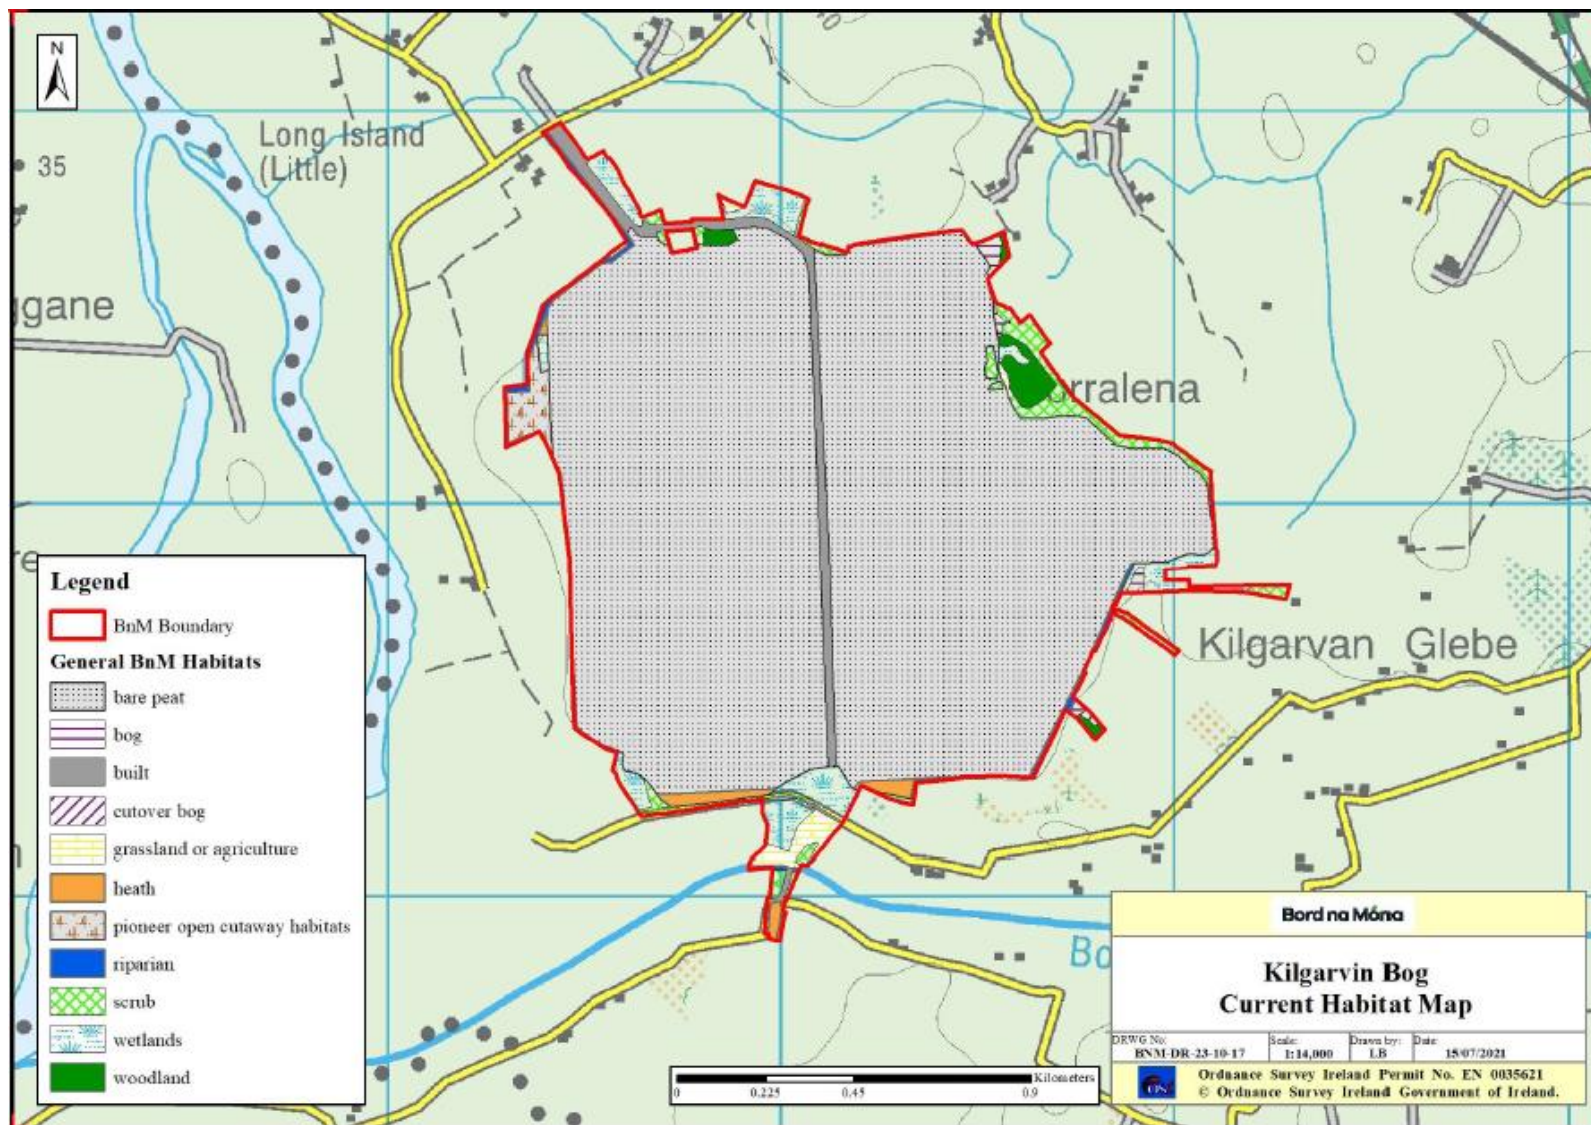 N
Long Island
(Little)
35
ggane
rralena
Kilgarvan Glebe
Legend
BnM Boundary
General BnM Habitats
bare peat
bog
built
cutover bog
grassland or agriculture
heath
pioneer open cutaway habitats
riparian
scrub
wetlands
woodland
Bo
Kilometers
0 0.225 0.45 0.9
Bord na Móna
Kilgarvin Bog
Current Habitat Map
DRWG No: Scale: Drawn by: Date:
BNM-DR-23-10-17 1:14,000 LB 15/07/2021
Ordnance Survey Ireland Permit No. EN 0035621
© Ordnance Survey Ireland Government of Ireland.